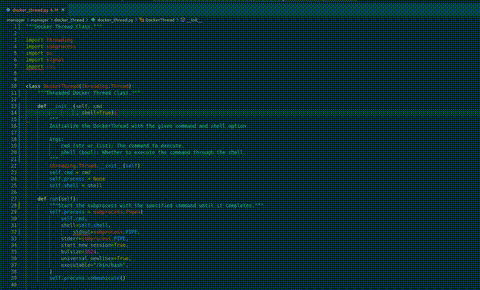 docker_thread.py
manager > manager > docker_thread > docker_thread.py > DockerThread > __init__
1 """Docker Thread Class."""
2
3 import threading
4 import subprocess
5 import os
6 import signal
7 import
8
9
10 class DockerThread(threading.Thread):
11 """Threaded Docker Thread Class."""
12
13 def __init__(self, cmd
14 , shell=True):
15 """
16 Initialize the DockerThread with the given command and shell option.
17
18 Args:
19 cmd (str or list): The command to execute.
20 shell (bool): Whether to execute the command through the shell.
21 """
22 threading.Thread.__init__(self)
23 self.cmd = cmd
24 self.process = None
25 self.shell = shell
26
27 def run(self):
28 """Start the subprocess with the specified command until it completes."""
29 self.process = subprocess.Popen(
30 self.cmd,
31 shell=self.shell,
32 stdout=subprocess.PIPE,
33 stderr=subprocess.PIPE,
34 start_new_session=True,
35 bufsize=
36 universal_newlines=True,
37 executable="/bin/bash",
38 )
39 self.process.communicate()
40